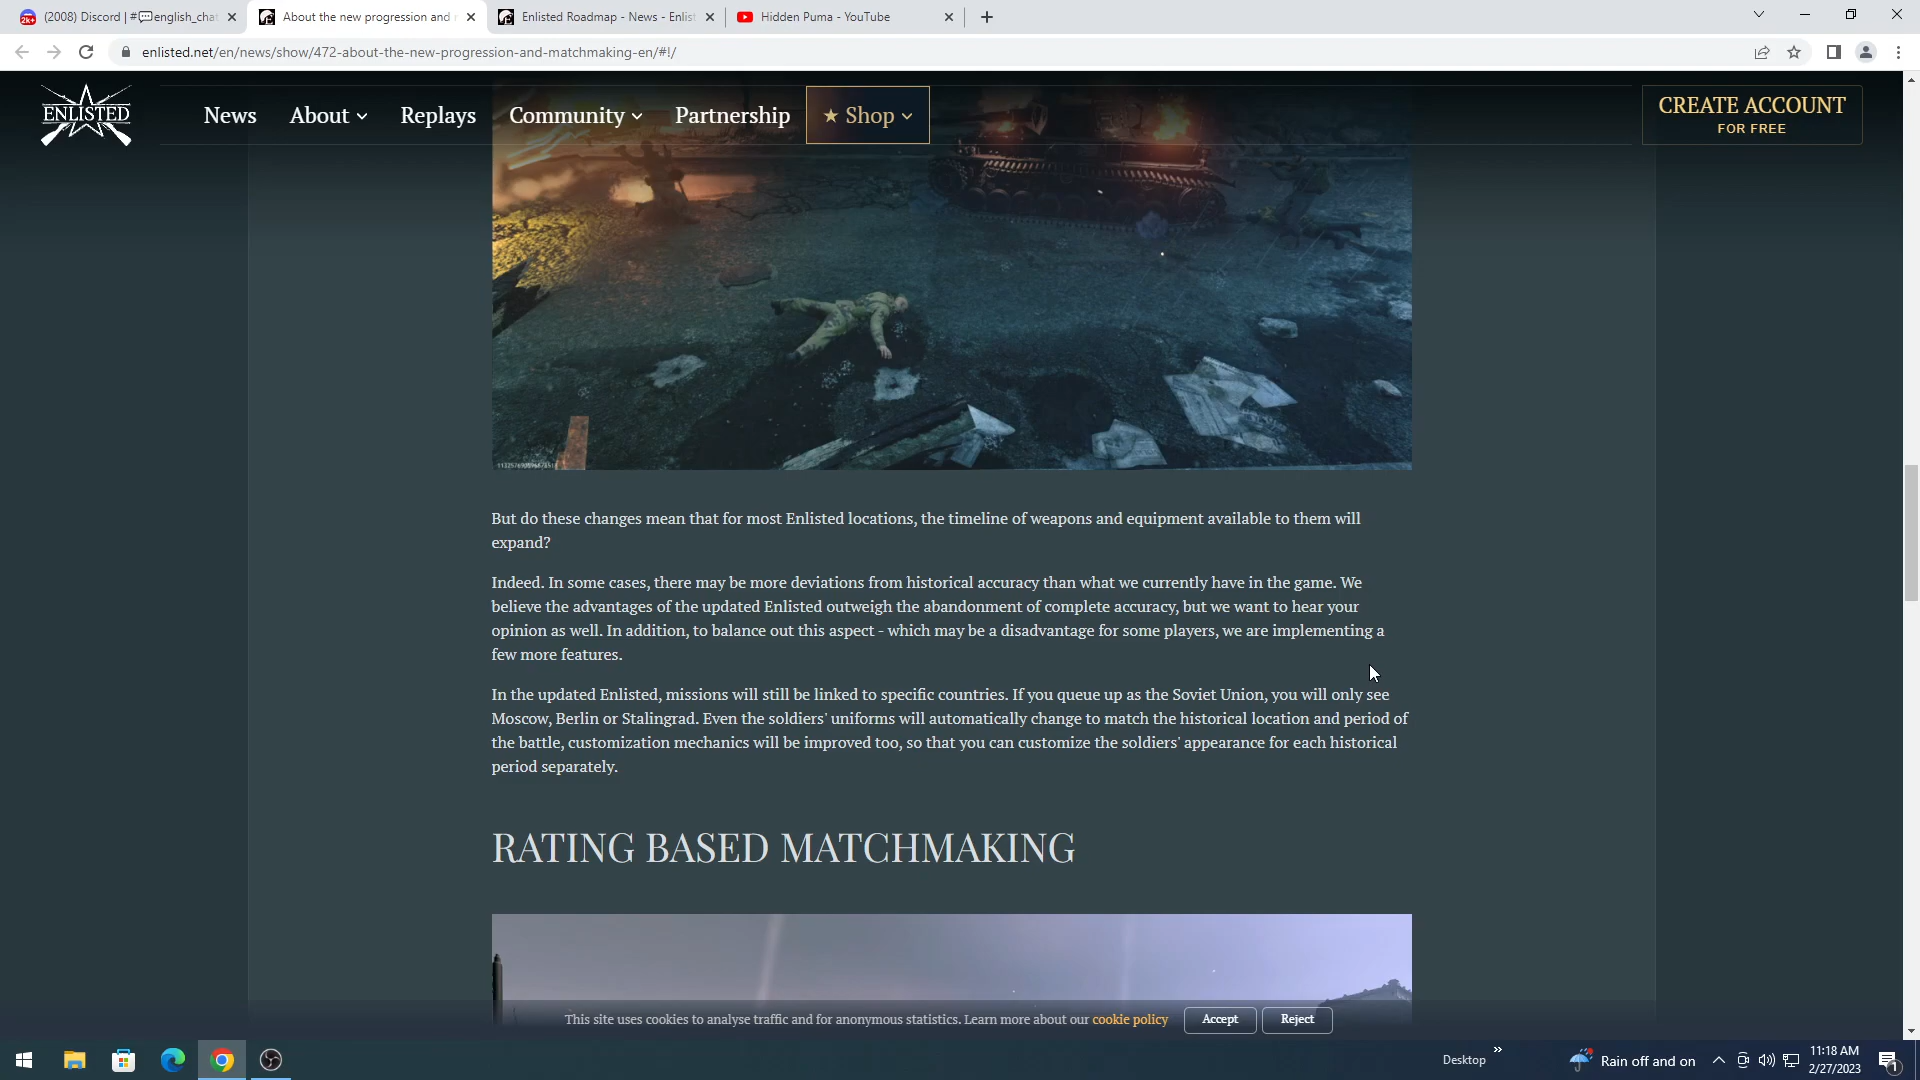 (2008) Discord | #💬english_chat
About the new progression and
Enlisted Roadmap - News - Enlis
Hidden Puma - YouTube
enlisted.net/en/news/show/472-about-the-new-progression-and-matchmaking-en/#!/
ENLISTED
News
About
Replays
Community
Partnership
★ Shop
CREATE ACCOUNT
FOR FREE
But do these changes mean that for most Enlisted locations, the timeline of weapons and equipment available to them will
expand?
Indeed. In some cases, there may be more deviations from historical accuracy than what we currently have in the game. We
believe the advantages of the updated Enlisted outweigh the abandonment of complete accuracy, but we want to hear your
opinion as well. In addition, to balance out this aspect - which may be a disadvantage for some players, we are implementing a
few more features.
In the updated Enlisted, missions will still be linked to specific countries. If you queue up as the Soviet Union, you will only see
Moscow, Berlin or Stalingrad. Even the soldiers' uniforms will automatically change to match the historical location and period of
the battle, customization mechanics will be improved too, so that you can customize the soldiers' appearance for each historical
period separately.
RATING BASED MATCHMAKING
This site uses cookies to analyse traffic and for anonymous statistics. Learn more about our cookie policy
Accept
Reject
Desktop
Rain off and on
11:18 AM
2/27/2023
1